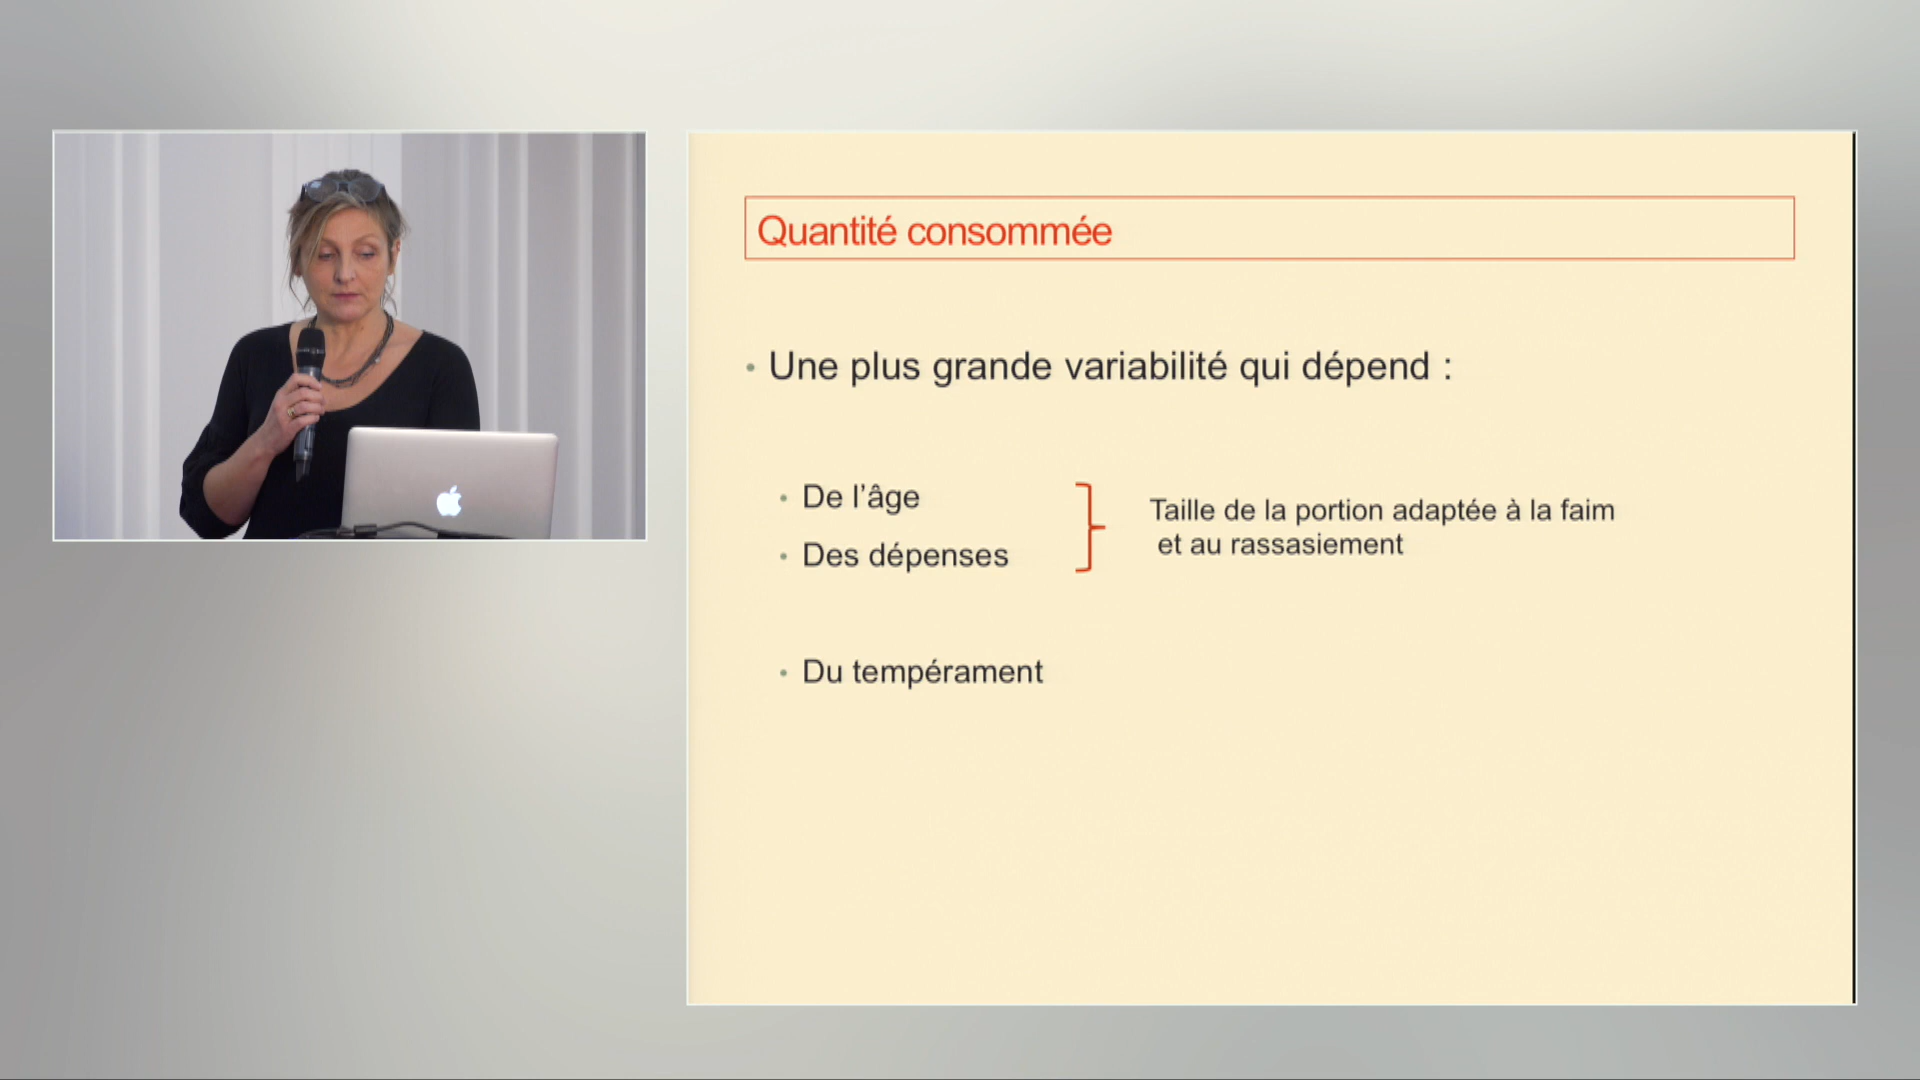 Quantité consommée
• Une plus grande variabilité qui dépend :
• De l’âge
• Des dépenses
Taille de la portion adaptée à la faim
et au rassasiement
• Du tempérament